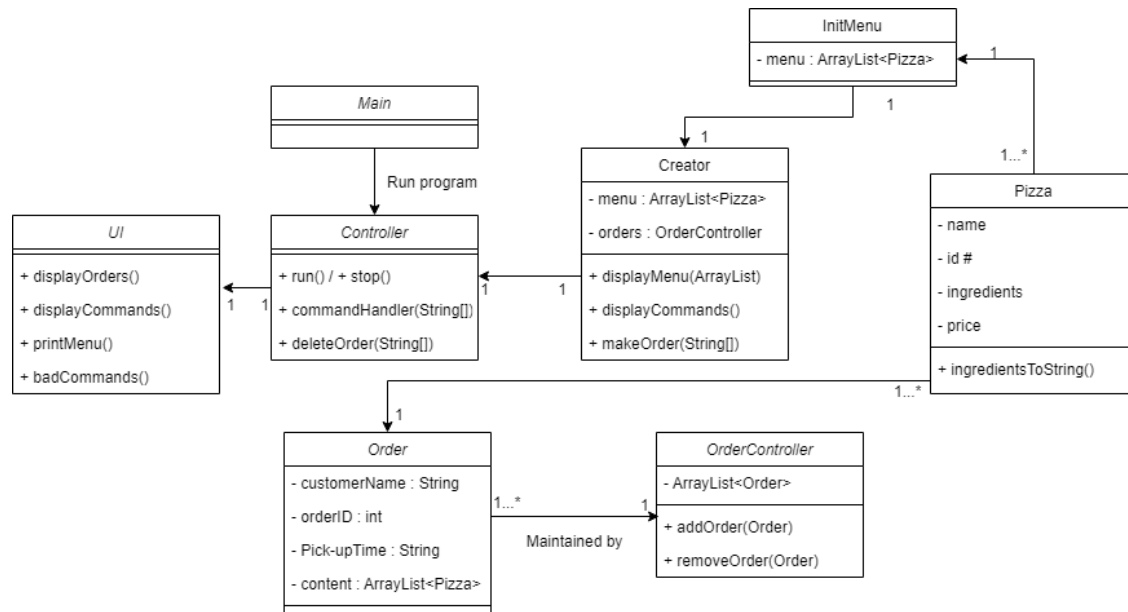 InitMenu
- menu : ArrayList<Pizza>
1
1
1
1...*
Main
Run program
Creator
- menu : ArrayList<Pizza>
- orders : OrderController
+ displayMenu(ArrayList)
+ displayCommands()
+ makeOrder(String[])
Pizza
- name
- id #
- ingredients
- price
+ ingredientsToString()
UI
+ displayOrders()
+ displayCommands()
+ printMenu()
+ badCommands()
1
1
Controller
+ run() / + stop()
+ commandHandler(String[])
+ deleteOrder(String[])
1
1
1...*
1
Order
- customerName : String
- orderID : int
- Pick-upTime : String
- content : ArrayList<Pizza>
1...*
1
Maintained by
OrderController
- ArrayList<Order>
+ addOrder(Order)
+ removeOrder(Order)